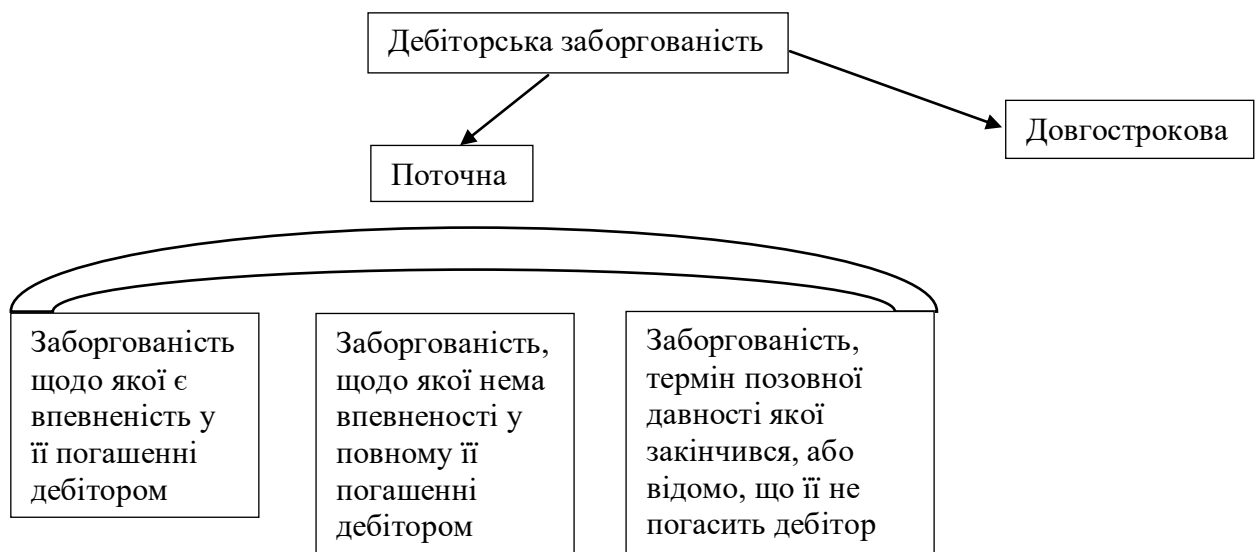 Дебіторська заборгованість
Довгострокова
Поточна
Заборгованість
щодо якої є
впевненість у
її погашенні
дебітором
Заборгованість,
щодо якої нема
впевненості у
повному її
погашенні
дебітором
Заборгованість,
термін позовної
давності якої
закінчився, або
відомо, що її не
погасить дебітор